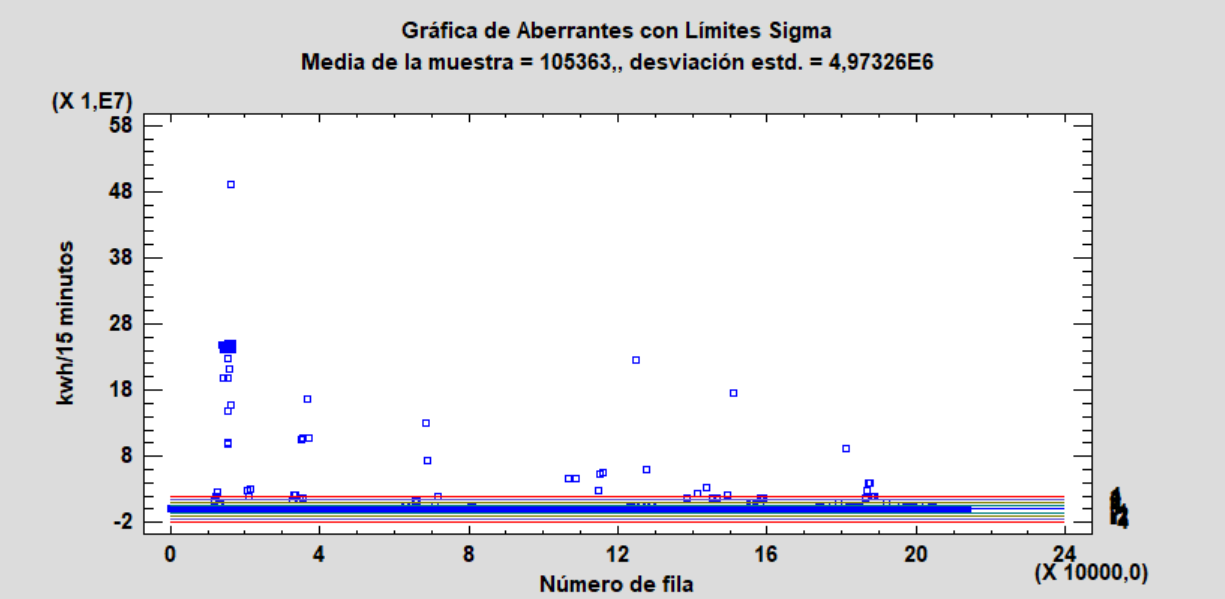 Gráfica de Aberrantes con Límites Sigma
Media de la muestra = 105363,, desviación estd. = 4,97326E6
(X 1,E7)
58
48
38
28
18
8
-2
kwh/15 minutos
0 4 8 12 16 20 24
(X 10000,0)
Número de fila